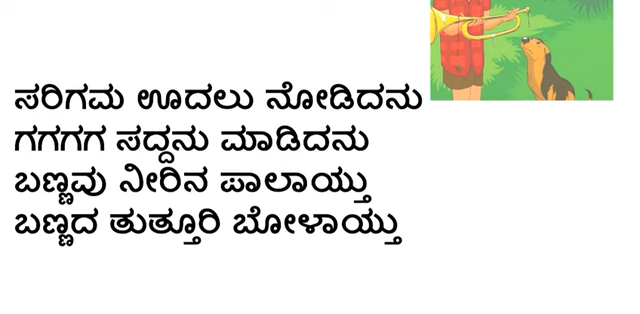 ಸರಿಗಮ ಊದಲು ನೋಡಿದನು
ಗಗಗಗ ಸದ್ದನು ಮಾಡಿದನು
ಬಣ್ಣವು ನೀರಿನ ಪಾಲಾಯ್ತು
ಬಣ್ಣದ ತುತ್ತೂರಿ ಬೋಳಾಯ್ತು